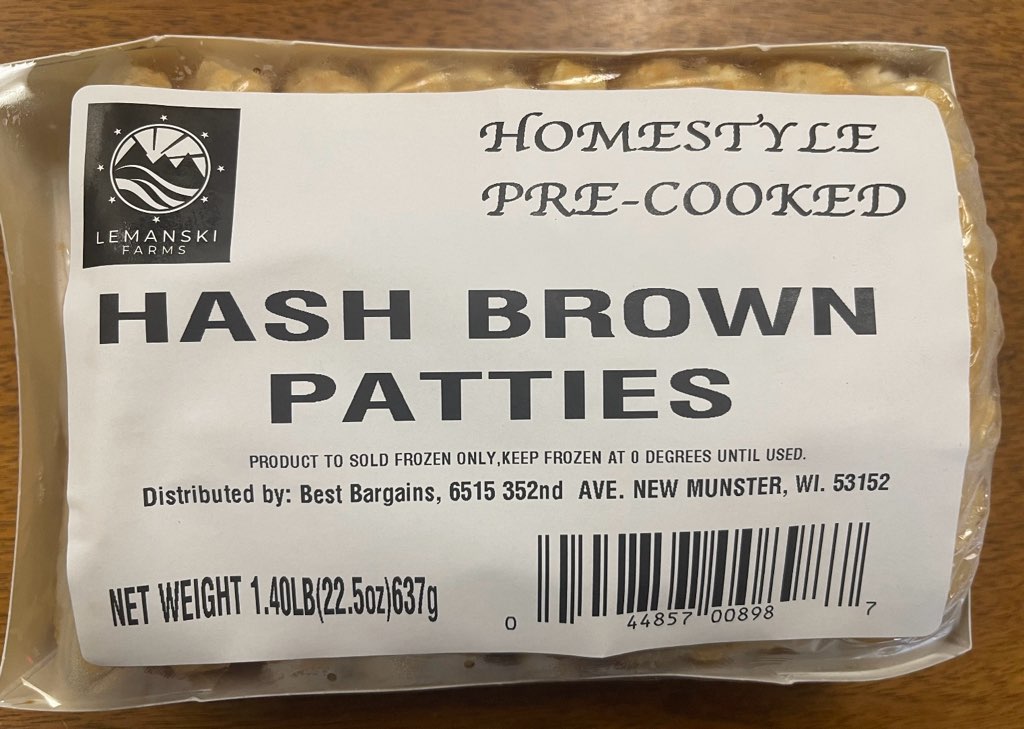 LEMANSKI
FARMS
HOMESTYLE
PRE-COOKED
HASH BROWN
PATTIES
PRODUCT TO SOLD FROZEN ONLY,KEEP FROZEN AT 0 DEGREES UNTIL USED.
Distributed by: Best Bargains, 6515 352nd AVE. NEW MUNSTER, WI. 53152
NET WEIGHT 1.40LB(22.5oz)637g
0 44857 00898 7